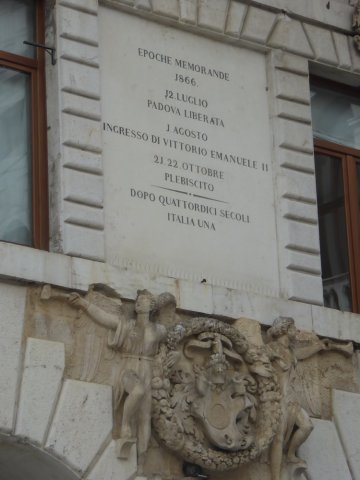 EPOCHE MEMORANDE
1866
12. LUGLIO
PADOVA LIBERATA
1 AGOSTO
INGRESSO DI VITTORIO EMANUELE II
21.22. OTTOBRE
PLEBISCITO
DOPO QUATTORDICI SECOLI
ITALIA UNA